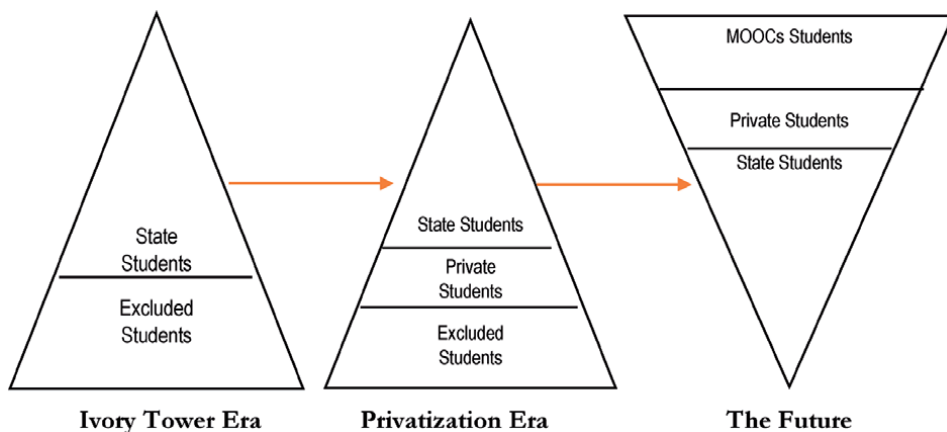 State
Students
Excluded
Students
Ivory Tower Era
State Students
Private
Students
Excluded
Students
Privatization Era
MOOCs Students
Private Students
State Students
The Future